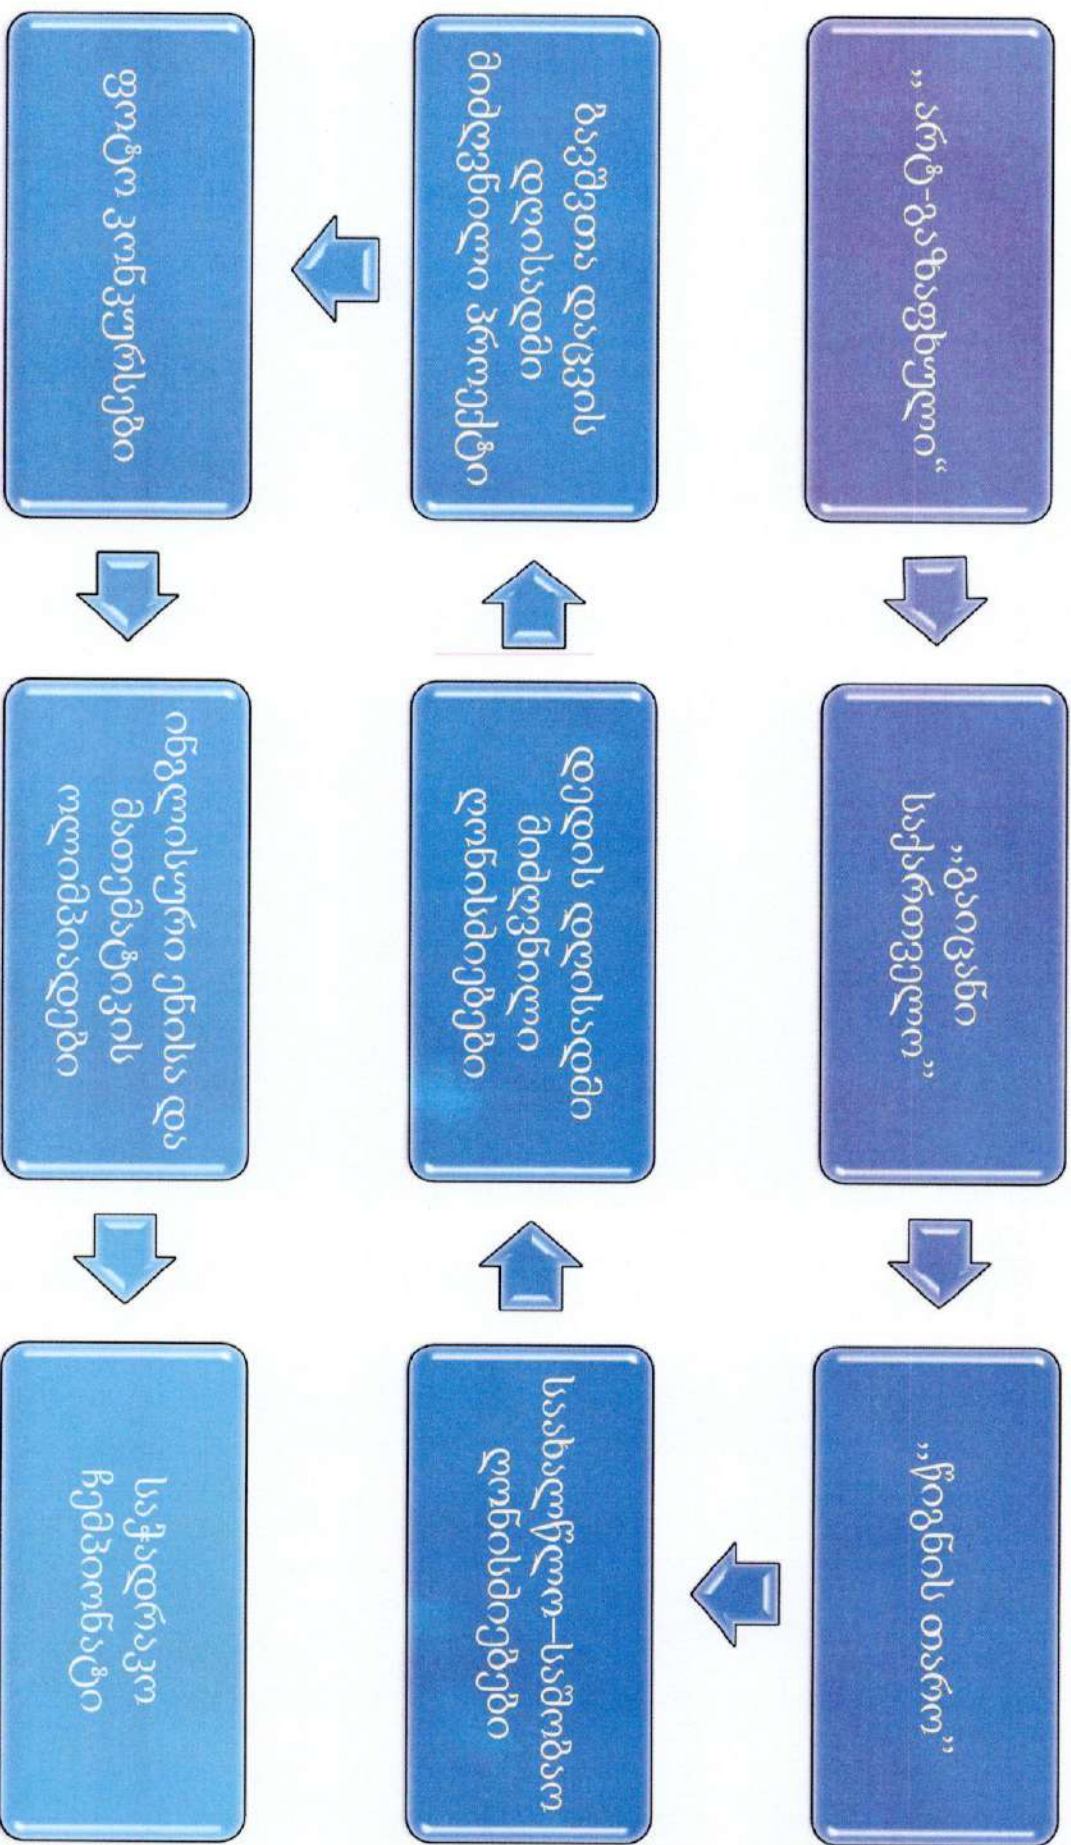 „არტ-გაზაფხული“
„გაიცანი
საქართველო”
„წიგნის თარო”
საახალწლო–საშობაო
ღონისძიებები
დედის დღისადმი
მიძღვნილი
ღონისძიებები
ბავშვთა დაცვის
დღისადმი
მიძღვნილი პროექტი
ფოტო კონკურსები
ინგლისური ენისა და
მათემატიკის
ოლიმპიადები
საჭადრაკო
ჩემპიონატი